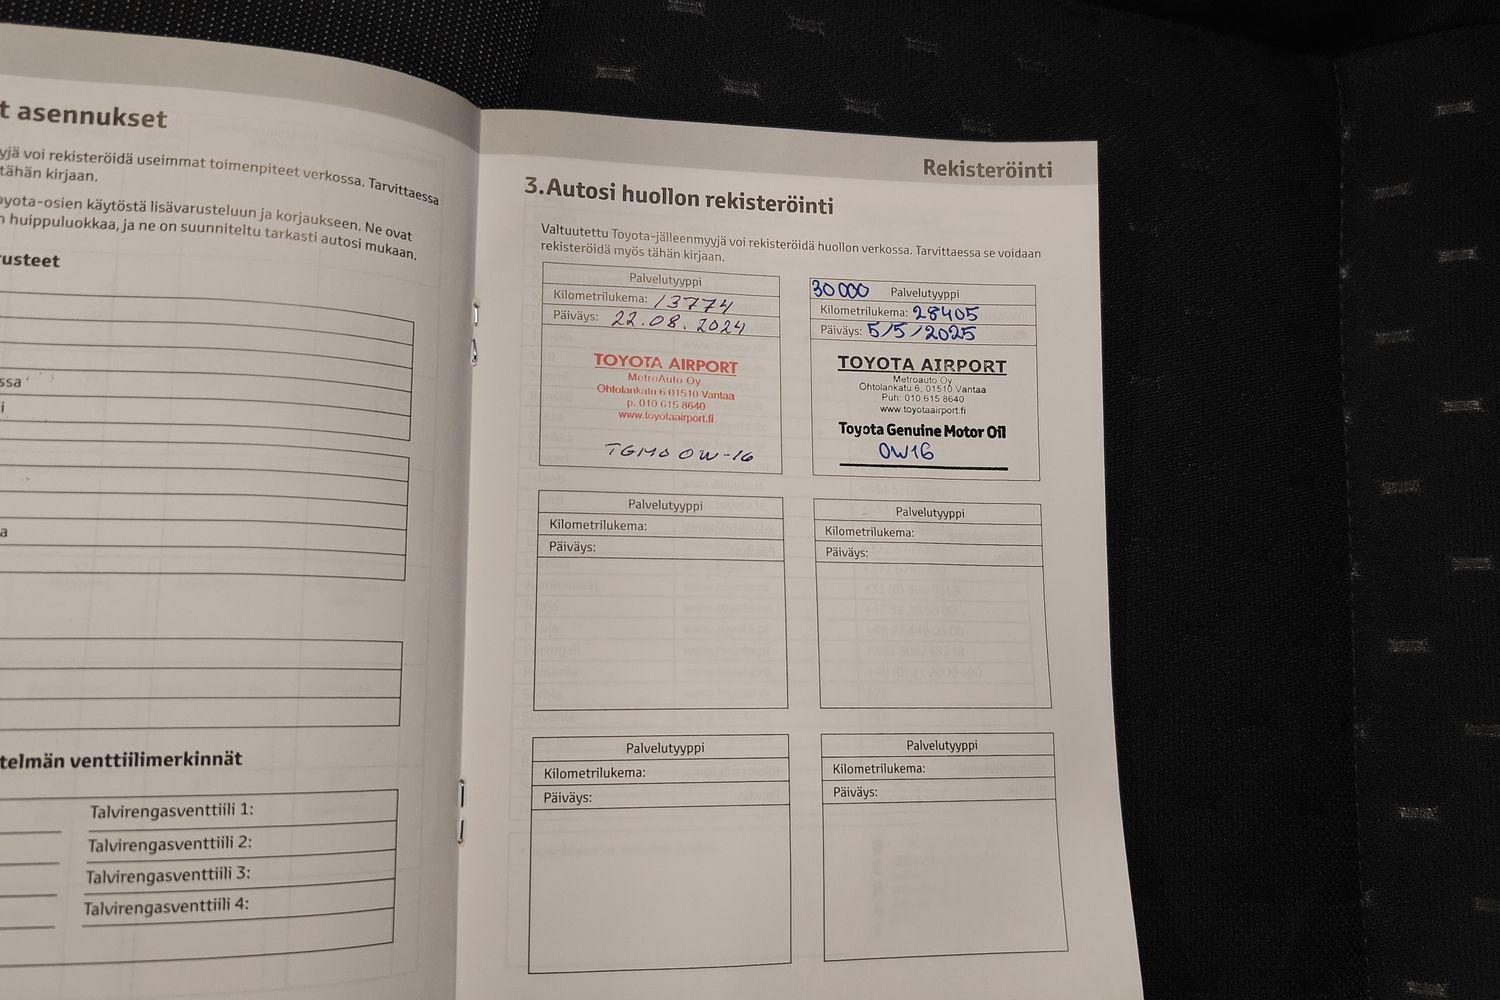 t asennukset
yjä voi rekisteröidä useimmat toimenpiteet verkossa. Tarvittaessa
tähän kirjaan.
oyota-osien käytöstä lisävarusteluun ja korjaukseen. Ne ovat
n huippuluokkaa, ja ne on suunniteltu tarkasti autosi mukaan.
usteet
ssa
i
a
telmän venttiilimerkinnät
Talvirengasventtiili 1:
Talvirengasventtiili 2:
Talvirengasventtiili 3:
Talvirengasventtiili 4:
Rekisteröinti
3.Autosi huollon rekisteröinti
Valtuutettu Toyota-jälleenmyyjä voi rekisteröidä huollon verkossa. Tarvittaessa se voidaan
rekisteröidä myös tähän kirjaan.
Palvelutyyppi
Kilometrilukema: 13774
Päiväys: 22.08.2024
TOYOTA AIRPORT
MetroAuto Oy
Ohtolankatu 6 01510 Vantaa
p. 010 615 8640
www.toyotaairport.fi
TGMO 0W-16
30000 Palvelutyyppi
Kilometrilukema: 28405
Päiväys: 5/5/2025
TOYOTA AIRPORT
Metroauto Oy
Ohtolankatu 6, 01510 Vantaa
Puh: 010 615 8640
www.toyotaairport.fi
Toyota Genuine Motor Oil
0W16
Palvelutyyppi
Kilometrilukema:
Päiväys:
Palvelutyyppi
Kilometrilukema:
Päiväys:
Palvelutyyppi
Kilometrilukema:
Päiväys:
Palvelutyyppi
Kilometrilukema:
Päiväys: